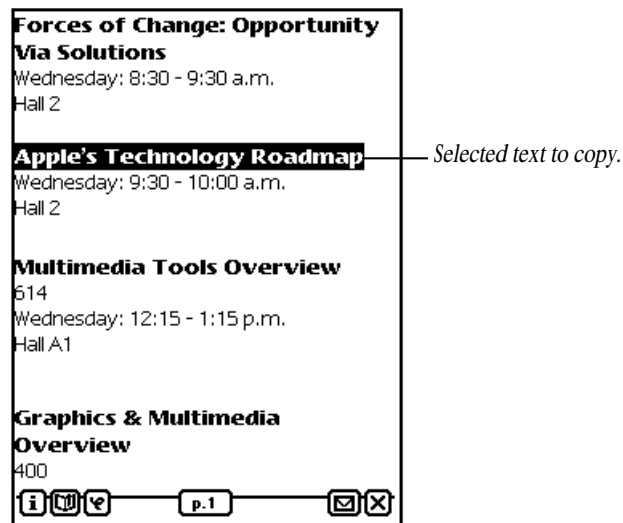 Forces of Change: Opportunity
Via Solutions
Wednesday: 8:30 - 9:30 a.m.
Hall 2
Apple's Technology Roadmap
Selected text to copy.
Wednesday: 9:30 - 10:00 a.m.
Hall 2
Multimedia Tools Overview
614
Wednesday: 12:15 - 1:15 p.m.
Hall A1
Graphics & Multimedia
Overview
400
i
p.1